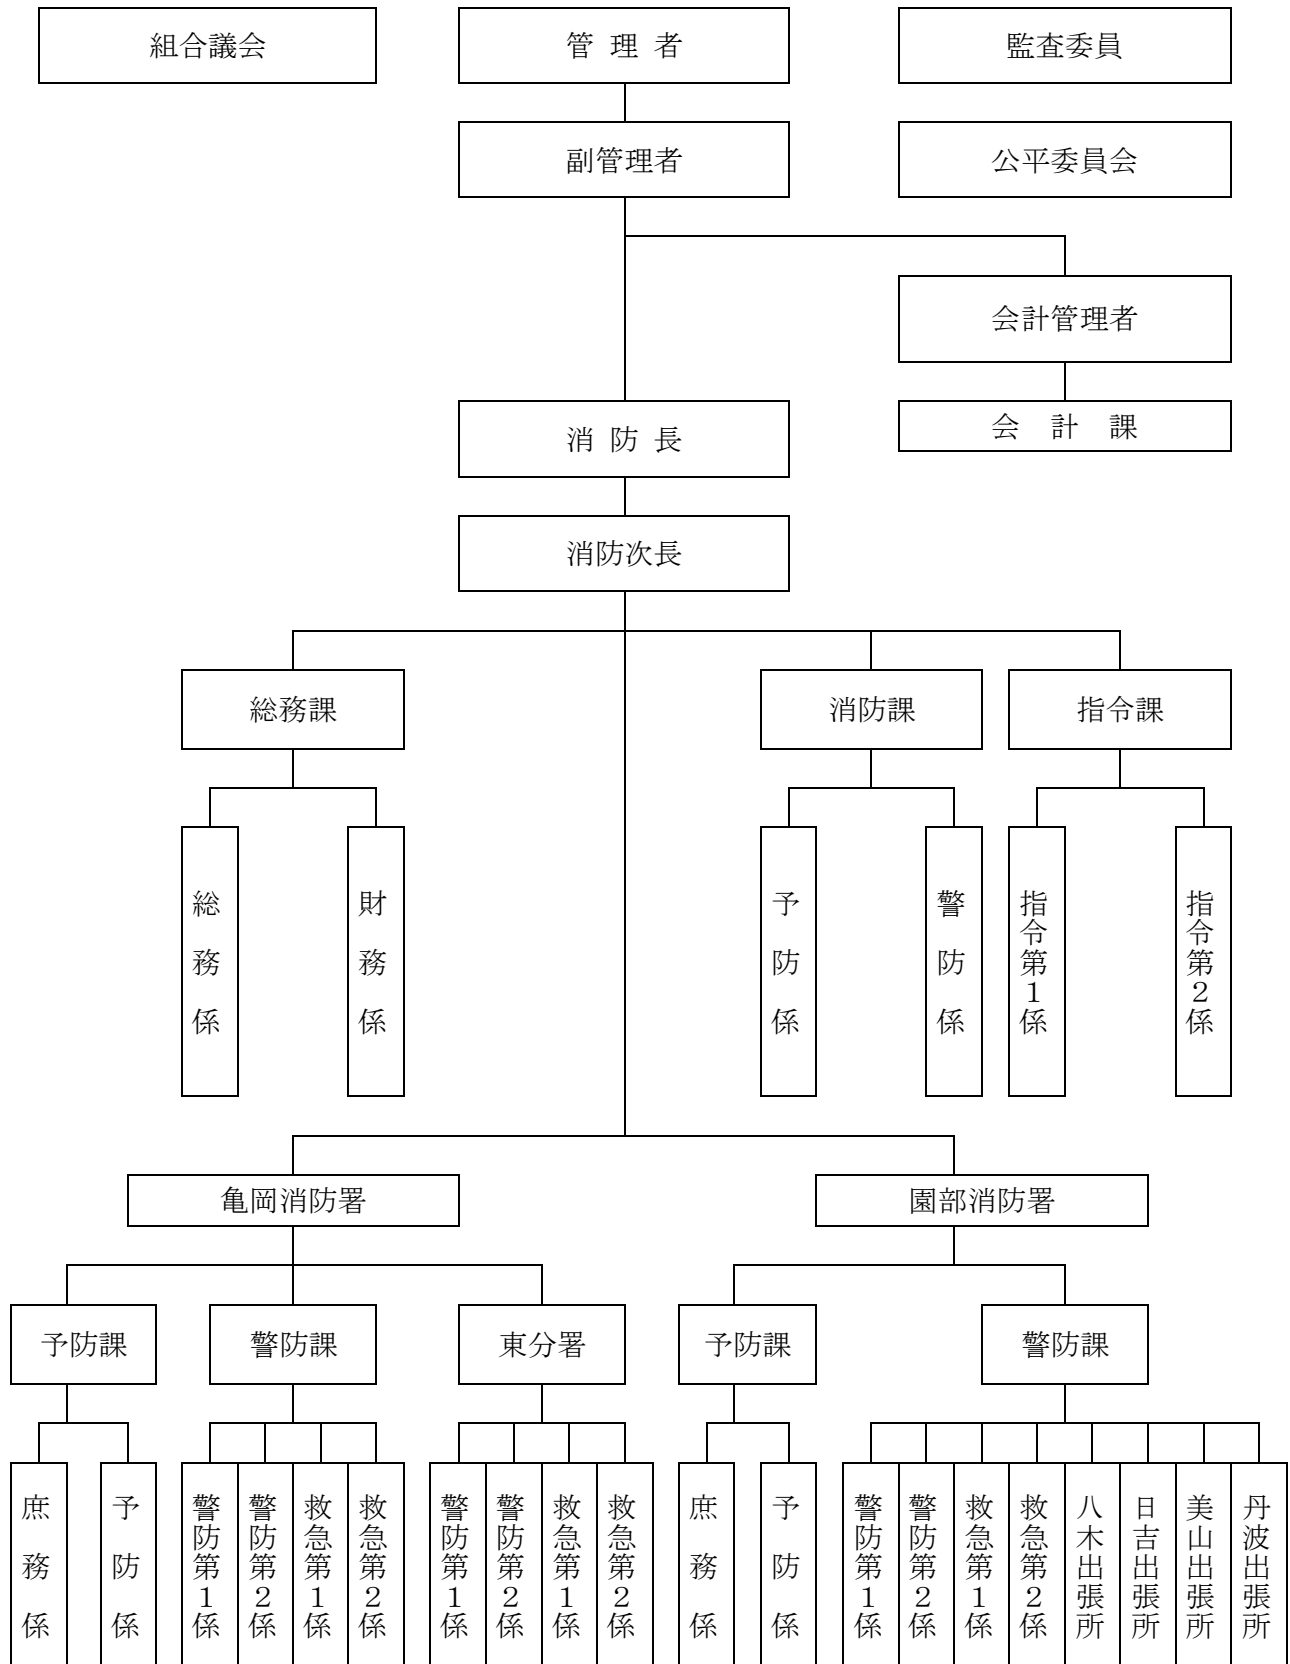 組合議会
管 理 者
監査委員
副管理者
公平委員会
会計管理者
消 防 長
会 計 課
消防次長
総務課
消防課
指令課
総務係
財務係
予防係
警防係
指令第1係
指令第2係
亀岡消防署
園部消防署
予防課
警防課
東分署
予防課
警防課
庶務係
予防係
警防第1係
警防第2係
救急第1係
救急第2係
警防第1係
警防第2係
救急第1係
救急第2係
庶務係
予防係
警防第1係
警防第2係
救急第1係
救急第2係
八木出張所
日吉出張所
美山出張所
丹波出張所